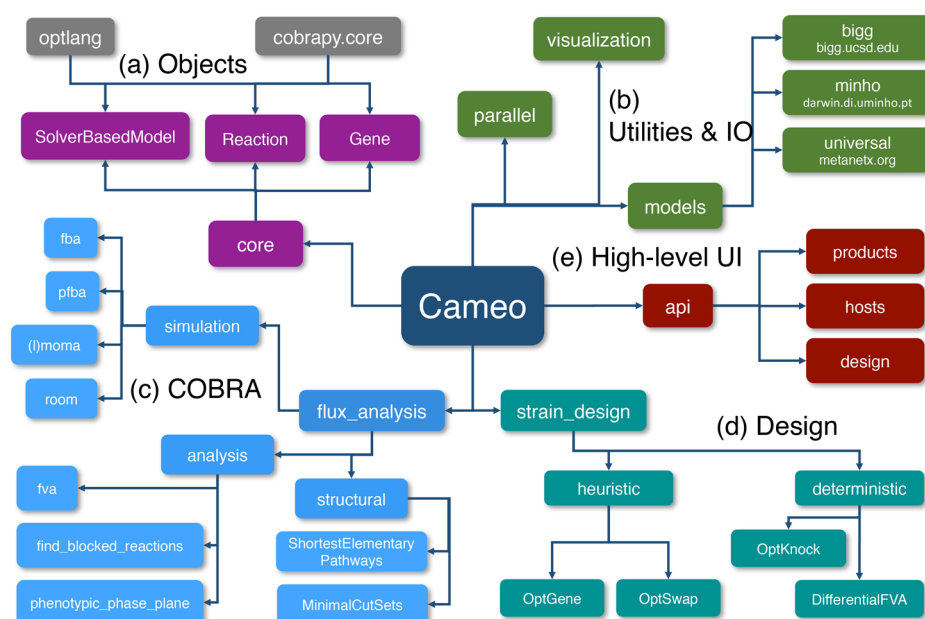 optlang
cobrapy.core
(a) Objects
SolverBasedModel
Reaction
Gene
core
visualization
parallel
(b)
Utilities & IO
models
bigg
bigg.ucsd.edu
minho
darwin.di.uminho.pt
universal
metanetx.org
(e) High-level UI
Cameo
api
products
hosts
design
fba
pfba
(l)moma
room
simulation
(c) COBRA
flux_analysis
strain_design
(d) Design
analysis
fva
find_blocked_reactions
phenotypic_phase_plane
structural
ShortestElementary
Pathways
MinimalCutSets
heuristic
OptGene
OptSwap
deterministic
OptKnock
DifferentialFVA